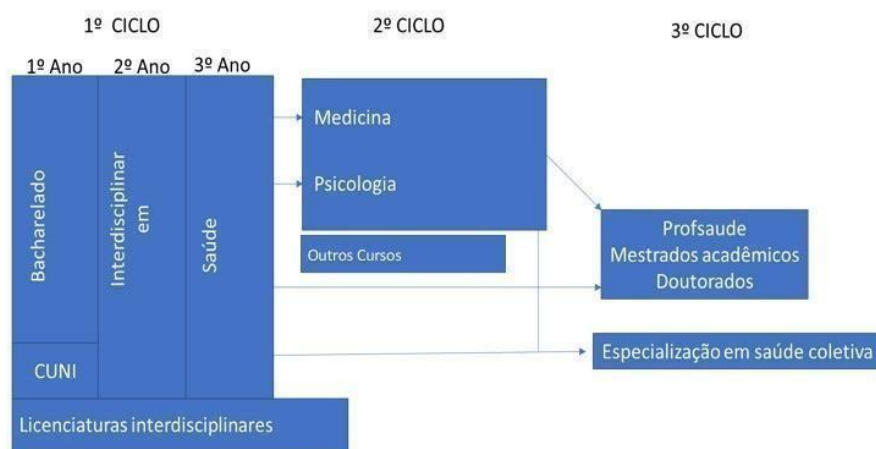 1º CICLO
2º CICLO
3º CICLO
1º Ano
2º Ano
3º Ano
Bacharelado
Interdisciplinar
em
Saúde
CUNI
Licenciaturas interdisciplinares
Medicina
Psicologia
Outros Cursos
Profsaude
Mestrados acadêmicos
Doutorados
Especialização em saúde coletiva